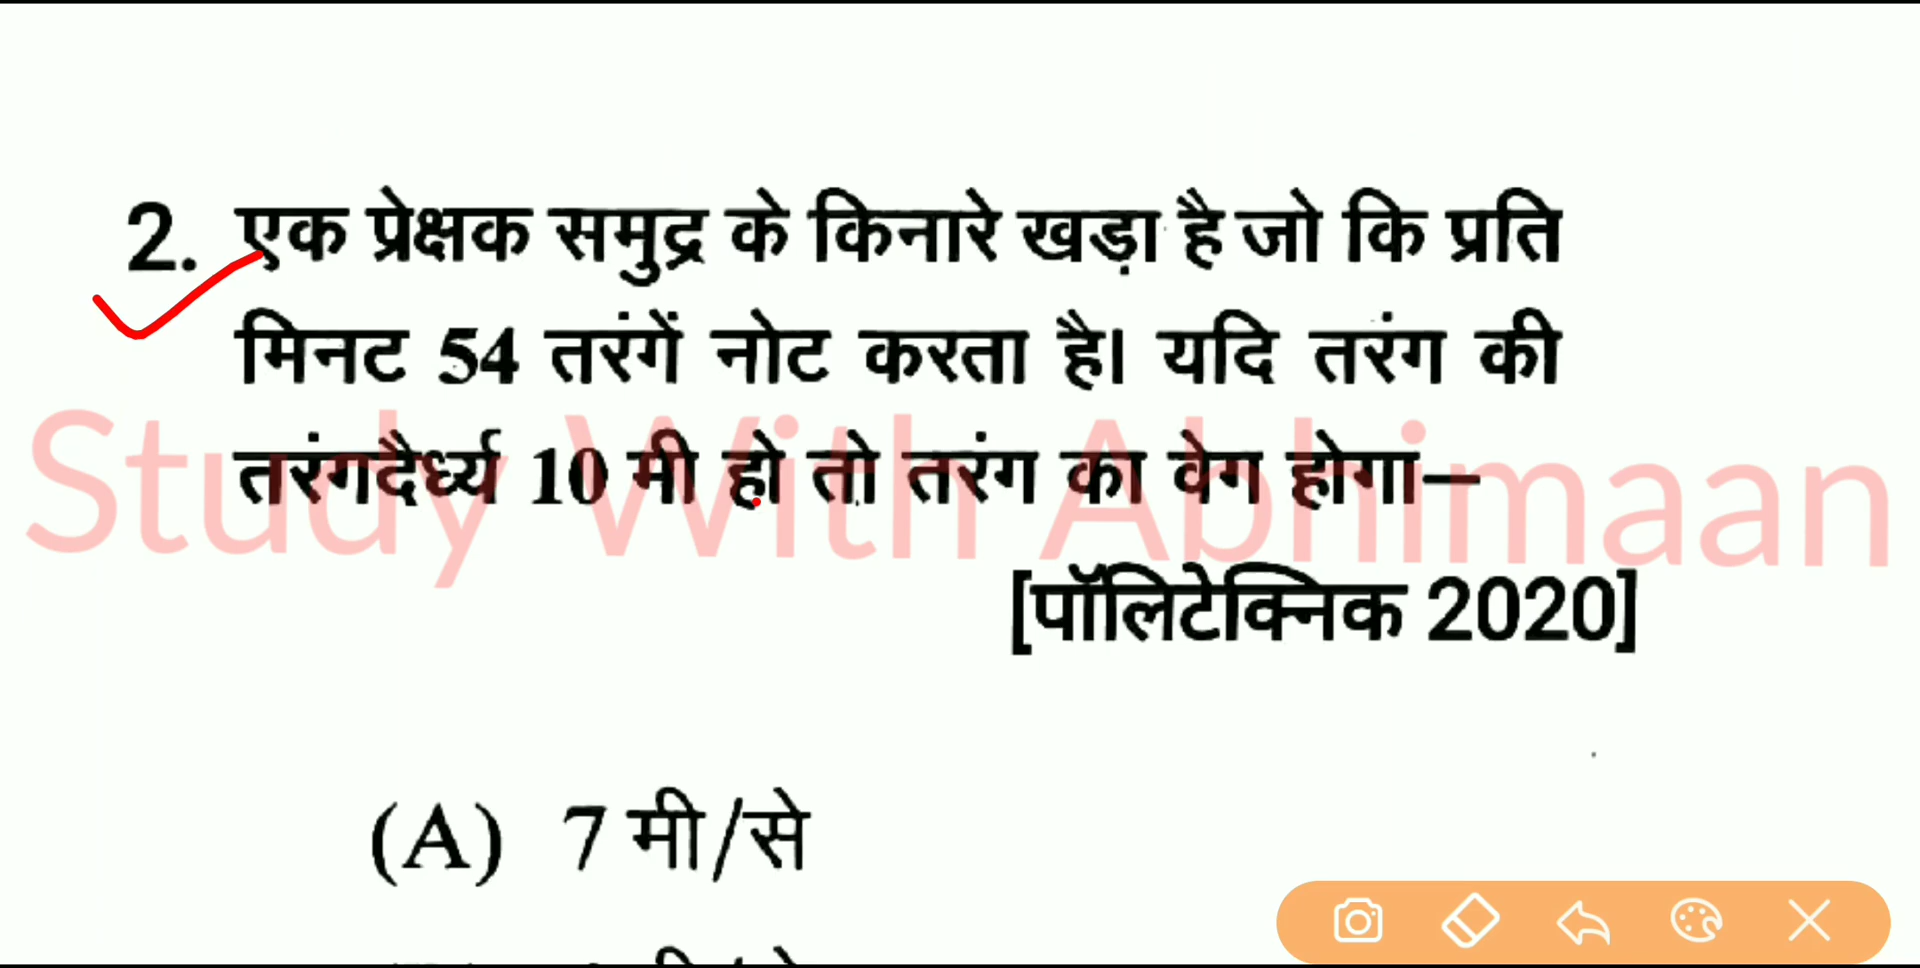 2. एक प्रेक्षक समुद्र के किनारे खड़ा है जो कि प्रति
मिनट 54 तरंगें नोट करता है। यदि तरंग की
तरंगदैर्ध्य 10 मी हो तो तरंग का वेग होगा—
Study With Abhimaan
[पॉलिटेक्निक 2020]
(A) 7 मी/से